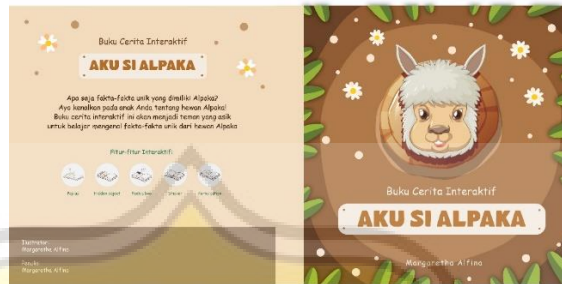 Buku Cerita Interaktif
AKU SI ALPAKA
Apa saja fakta-fakta unik yang dimiliki Alpaka?
Ayo kenalkan pada anak Anda tentang hewan Alpaka!
Buku cerita interaktif ini akan menjadi teman yang asik
untuk belajar mengenal fakta-fakta unik dari hewan Alpaka
Fitur-fitur Interaktif:
Ilustrator:
Margaretha Alfina
Penulis:
Margaretha Alfina
Buku Cerita Interaktif
AKU SI ALPAKA
Margaretha Alfina